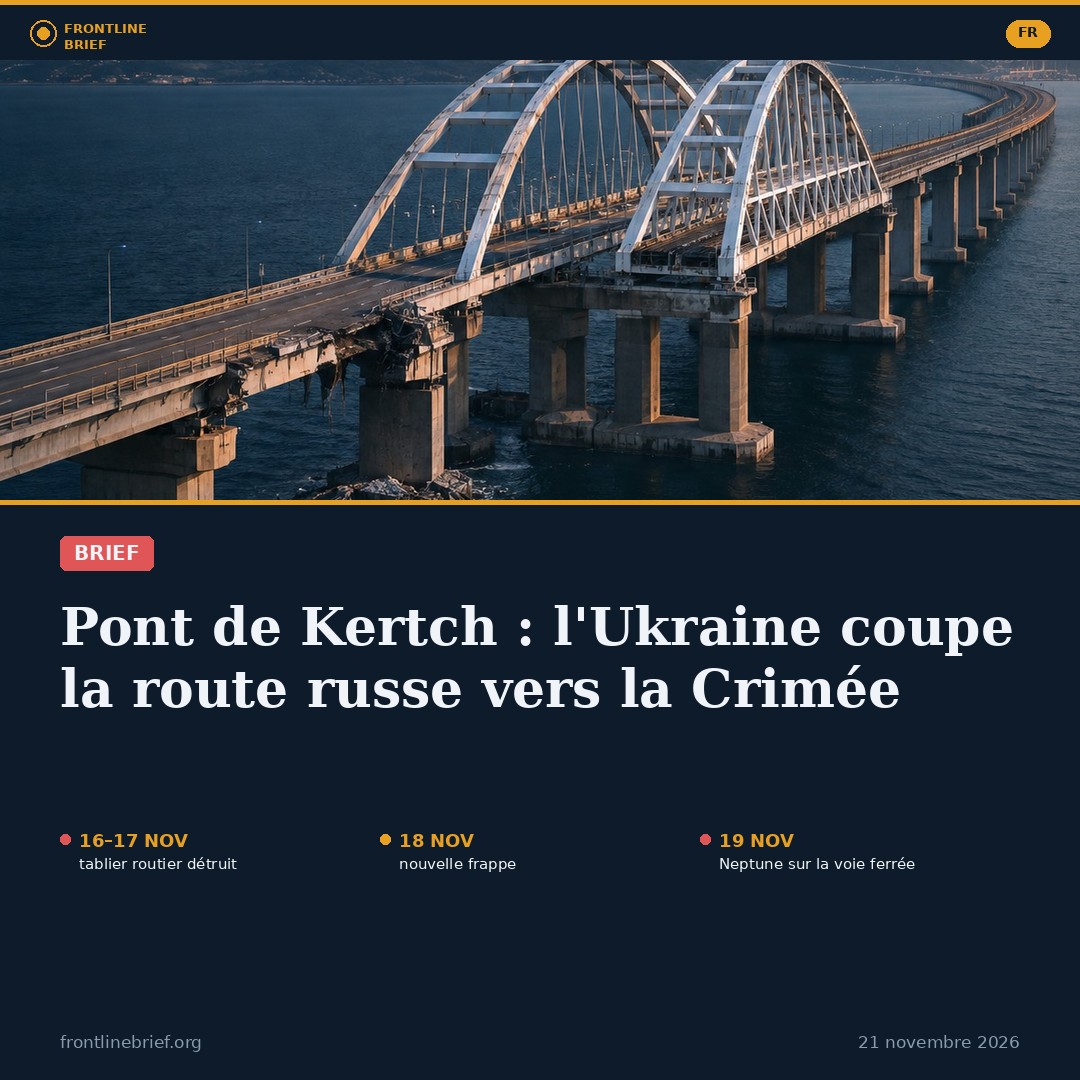 FRONTLINE
BRIEF
FR
BRIEF
Pont de Kertch : l'Ukraine coupe
la route russe vers la Crimée
16–17 NOV
tablier routier détruit
18 NOV
nouvelle frappe
19 NOV
Neptune sur la voie ferrée
frontlinebrief.org
21 novembre 2026